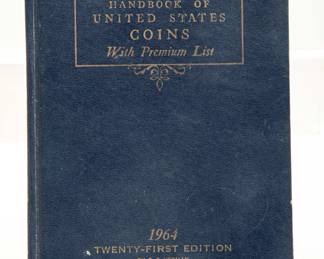 HANDBOOK OF
UNITED STATES
COINS
With Premium List
1964
TWENTY-FIRST EDITION